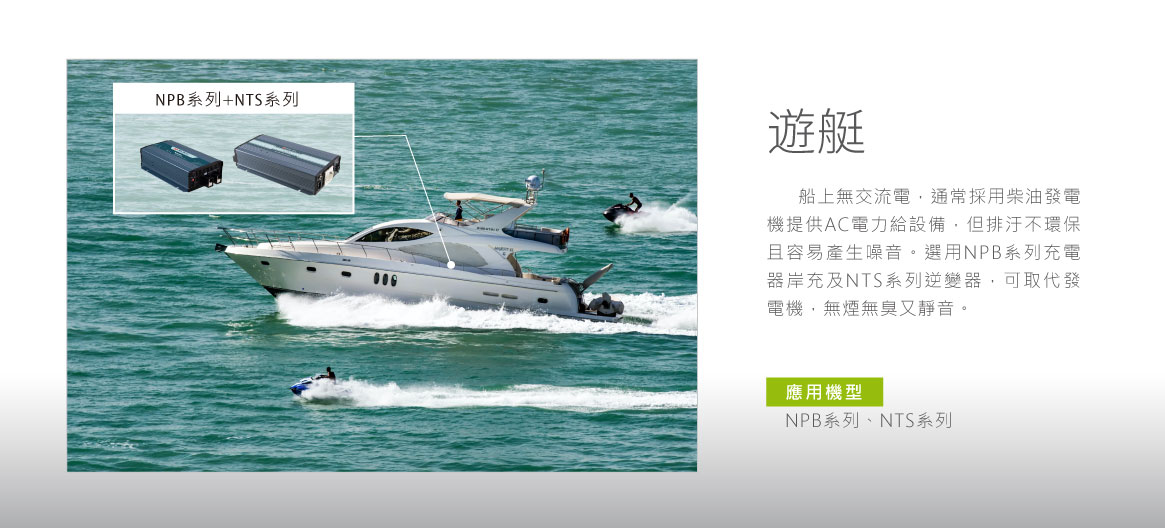 NPB系列+NTS系列
遊艇
船上無交流電，通常採用柴油發電
機提供AC電力給設備，但排汙不環保
且容易產生噪音。選用NPB系列充電
器岸充及NTS系列逆變器，可取代發
電機，無煙無臭又靜音。
應用機型
NPB系列、NTS系列